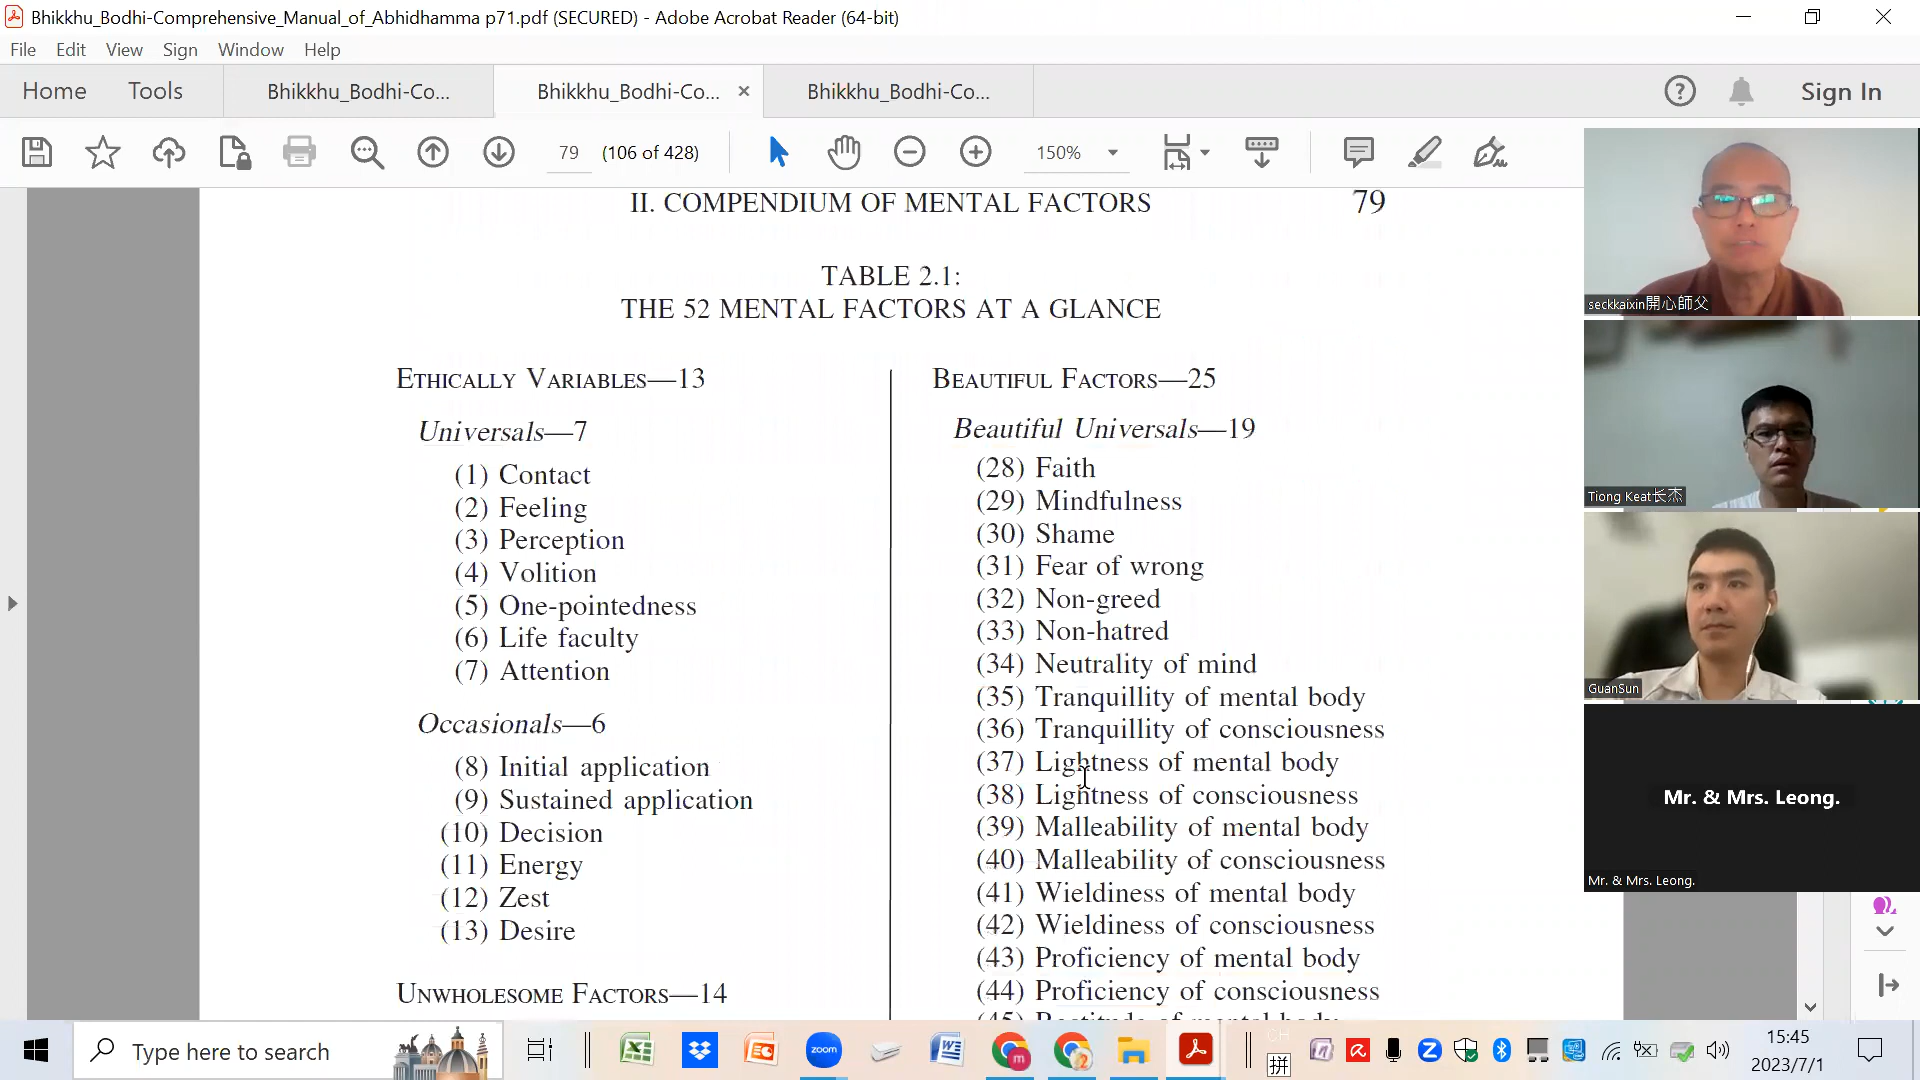 Bhikkhu_Bodhi-Comprehensive_Manual_of_Abhidhamma p71.pdf (SECURED) - Adobe Acrobat Reader (64-bit)
File Edit View Sign Window Help
Home Tools Bhikkhu_Bodhi-Co... Bhikkhu_Bodhi-Co... × Bhikkhu_Bodhi-Co... Sign In
79 (106 of 428) 150%
II. COMPENDIUM OF MENTAL FACTORS 79
TABLE 2.1:
THE 52 MENTAL FACTORS AT A GLANCE
ETHICALLY VARIABLES—13
Universals—7
(1) Contact
(2) Feeling
(3) Perception
(4) Volition
(5) One-pointedness
(6) Life faculty
(7) Attention
Occasionals—6
(8) Initial application
(9) Sustained application
(10) Decision
(11) Energy
(12) Zest
(13) Desire
UNWHOLESOME FACTORS—14
BEAUTIFUL FACTORS—25
Beautiful Universals—19
(28) Faith
(29) Mindfulness
(30) Shame
(31) Fear of wrong
(32) Non-greed
(33) Non-hatred
(34) Neutrality of mind
(35) Tranquillity of mental body
(36) Tranquillity of consciousness
(37) Lightness of mental body
(38) Lightness of consciousness
(39) Malleability of mental body
(40) Malleability of consciousness
(41) Wieldiness of mental body
(42) Wieldiness of consciousness
(43) Proficiency of mental body
(44) Proficiency of consciousness
(45) Rectitude of mental body
seckkaixin開心師父
Tiong Keat长杰
GuanSun
Mr. & Mrs. Leong.
Mr. & Mrs. Leong.
Type here to search
zoom
CH
拼
15:45
2023/7/1